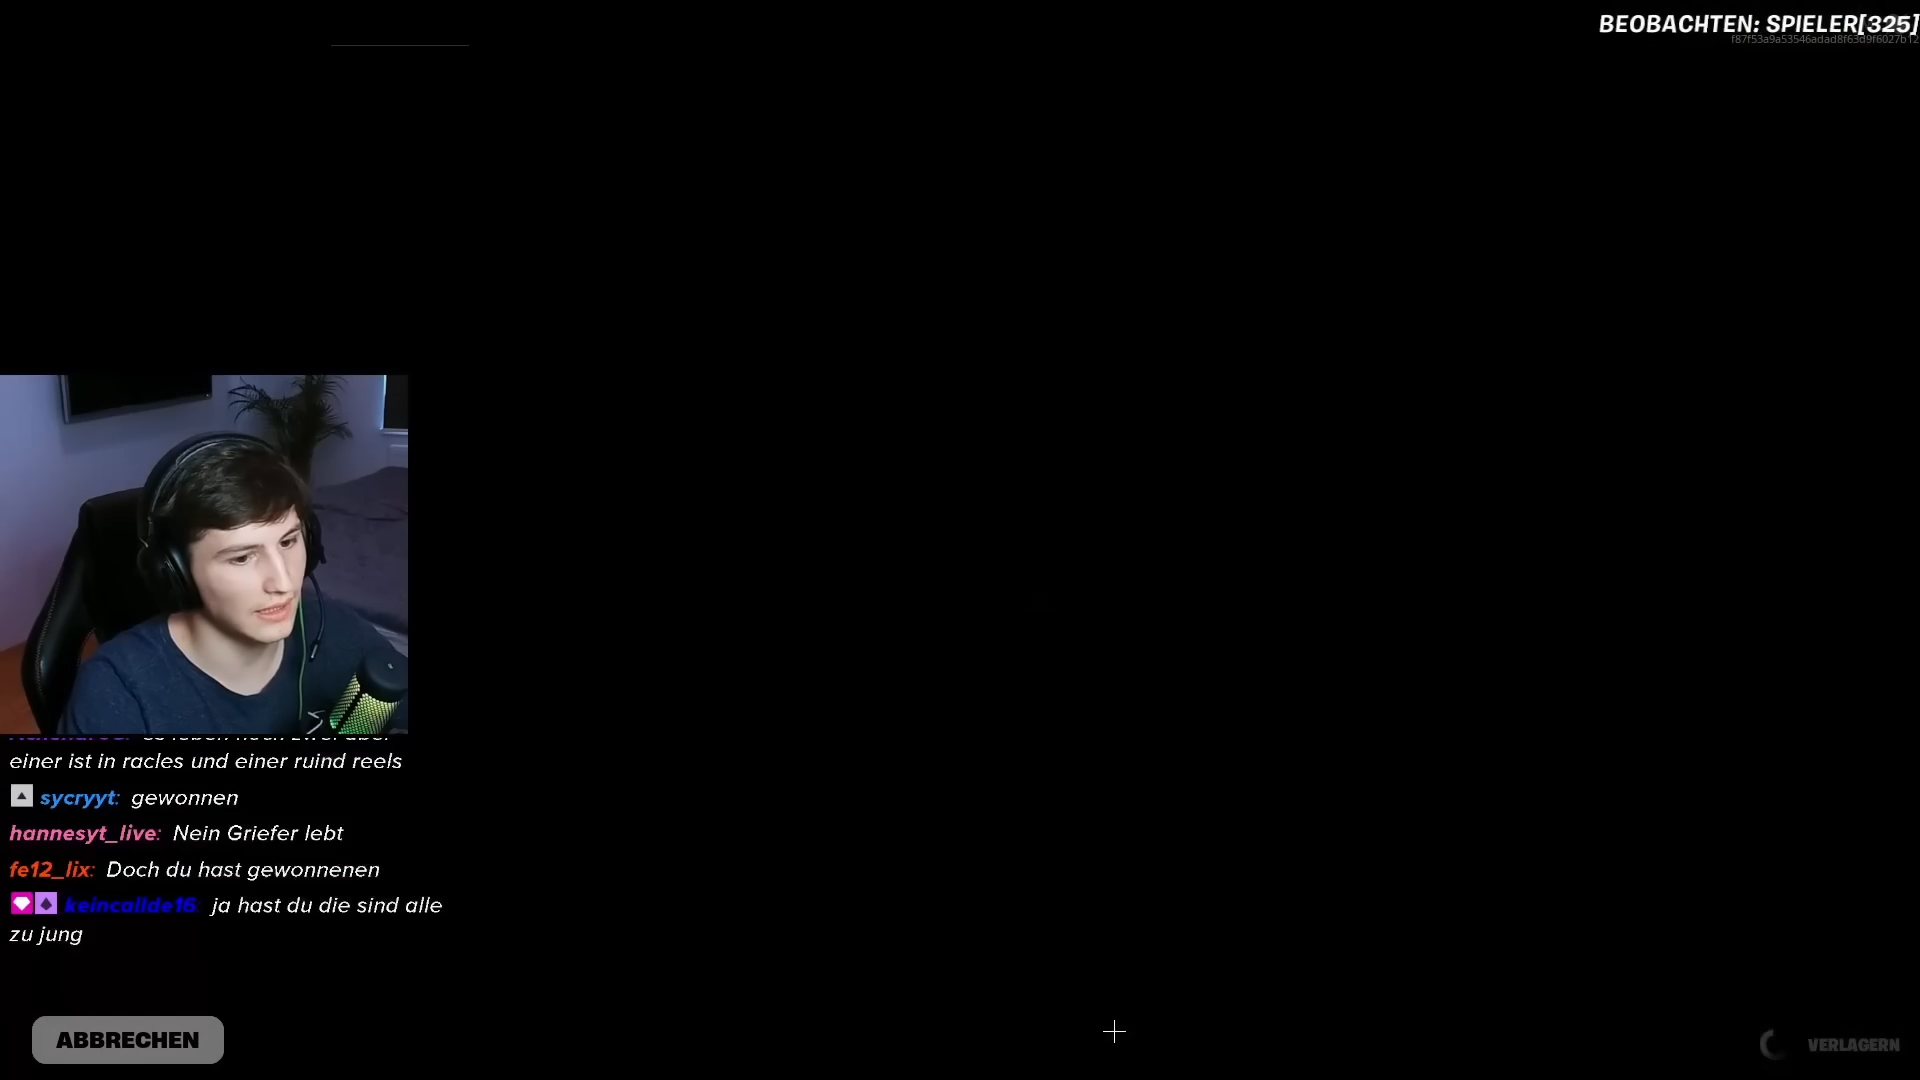 BEOBACHTEN: SPIELER[325]
einer ist in racles und einer ruind reels
sycryyt: gewonnen
hannesyt_live: Nein Griefer lebt
fe12_lix: Doch du hast gewonnenen
keincallde16: ja hast du die sind alle
zu jung
ABBRECHEN
VERLAGERN